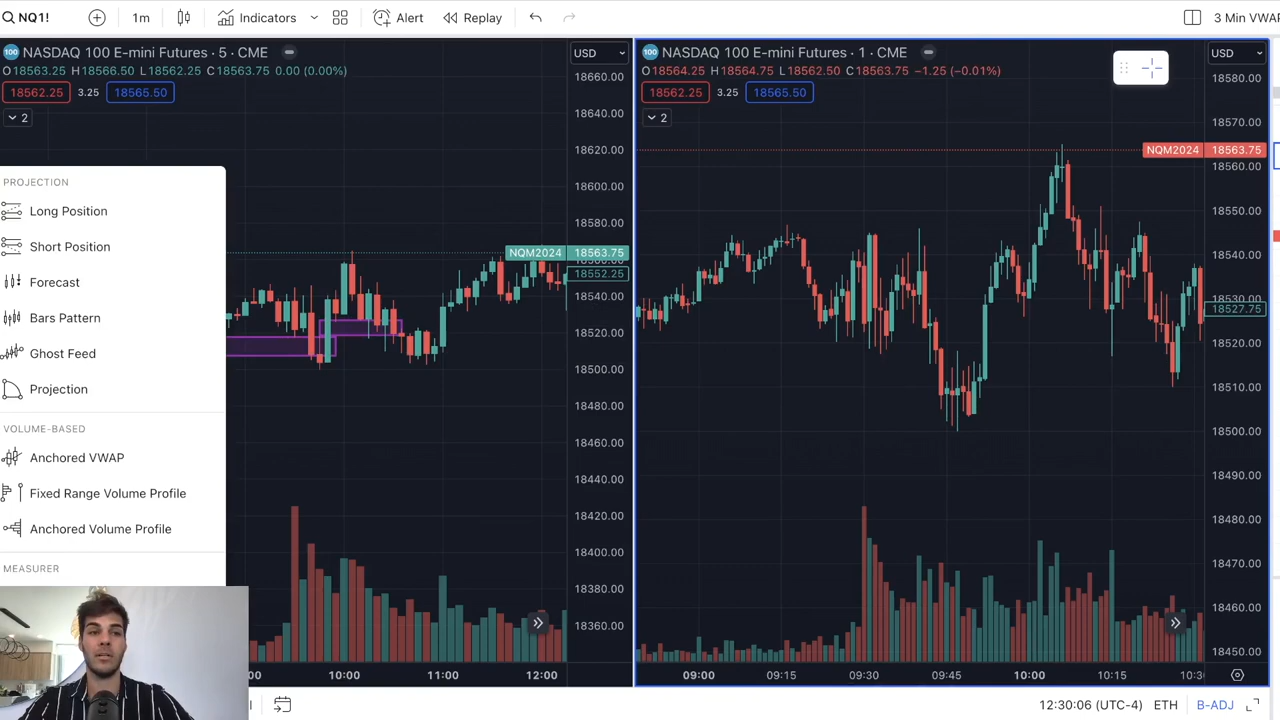 NQ1!
1m
Indicators
Alert
Replay
3 Min VWAP
100 NASDAQ 100 E-mini Futures · 5 · CME
USD
O18563.25 H18566.50 L18562.25 C18563.75 0.00 (0.00%)
18562.25 3.25 18565.50
2
18660.00
18640.00
18620.00
18600.00
18580.00
NQM2024 18563.75
18552.25
18540.00
18520.00
18500.00
18480.00
18460.00
18440.00
18420.00
18400.00
18380.00
18360.00
10:00
11:00
12:00
PROJECTION
Long Position
Short Position
Forecast
Bars Pattern
Ghost Feed
Projection
VOLUME-BASED
Anchored VWAP
Fixed Range Volume Profile
Anchored Volume Profile
MEASURER
100 NASDAQ 100 E-mini Futures · 1 · CME
USD
O18564.25 H18564.75 L18562.50 C18563.75 −1.25 (−0.01%)
18562.25 3.25 18565.50
2
18580.00
18570.00
NQM2024 18563.75
18560.00
18550.00
18540.00
18530.00
18527.75
18520.00
18510.00
18500.00
18490.00
18480.00
18470.00
18460.00
18450.00
09:00
09:15
09:30
09:45
10:00
10:15
10:30
12:30:06 (UTC-4)
ETH
B-ADJ